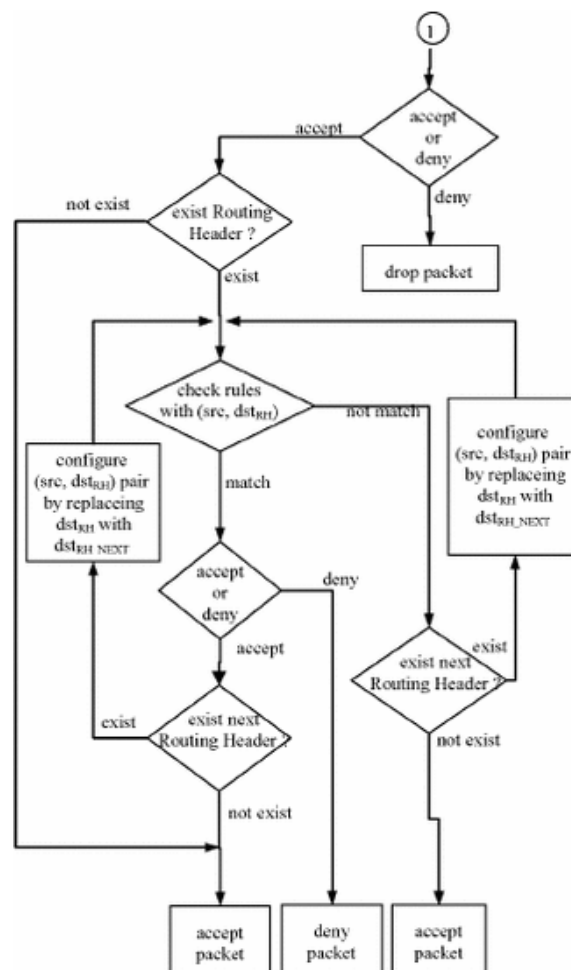 1
accept
or
deny
accept
deny
not exist
exist Routing
Header ?
drop packet
exist
check rules
with (src, dstRH)
not match
configure
(src, dstRH) pair
by replaceing
dstRH with
dstRH_NEXT
configure
(src, dstRH) pair
by replaceing
dstRH with
dstRH_NEXT
match
accept
or
deny
deny
accept
exist next
Routing Header ?
exist
exist next
Routing Header ?
exist
not exist
not exist
accept
packet
deny
packet
accept
packet